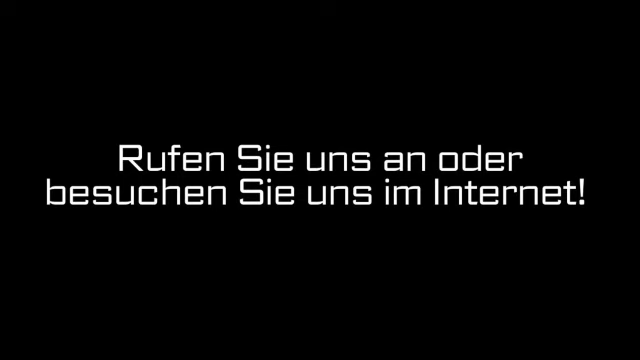 Rufen Sie uns an oder
besuchen Sie uns im Internet!